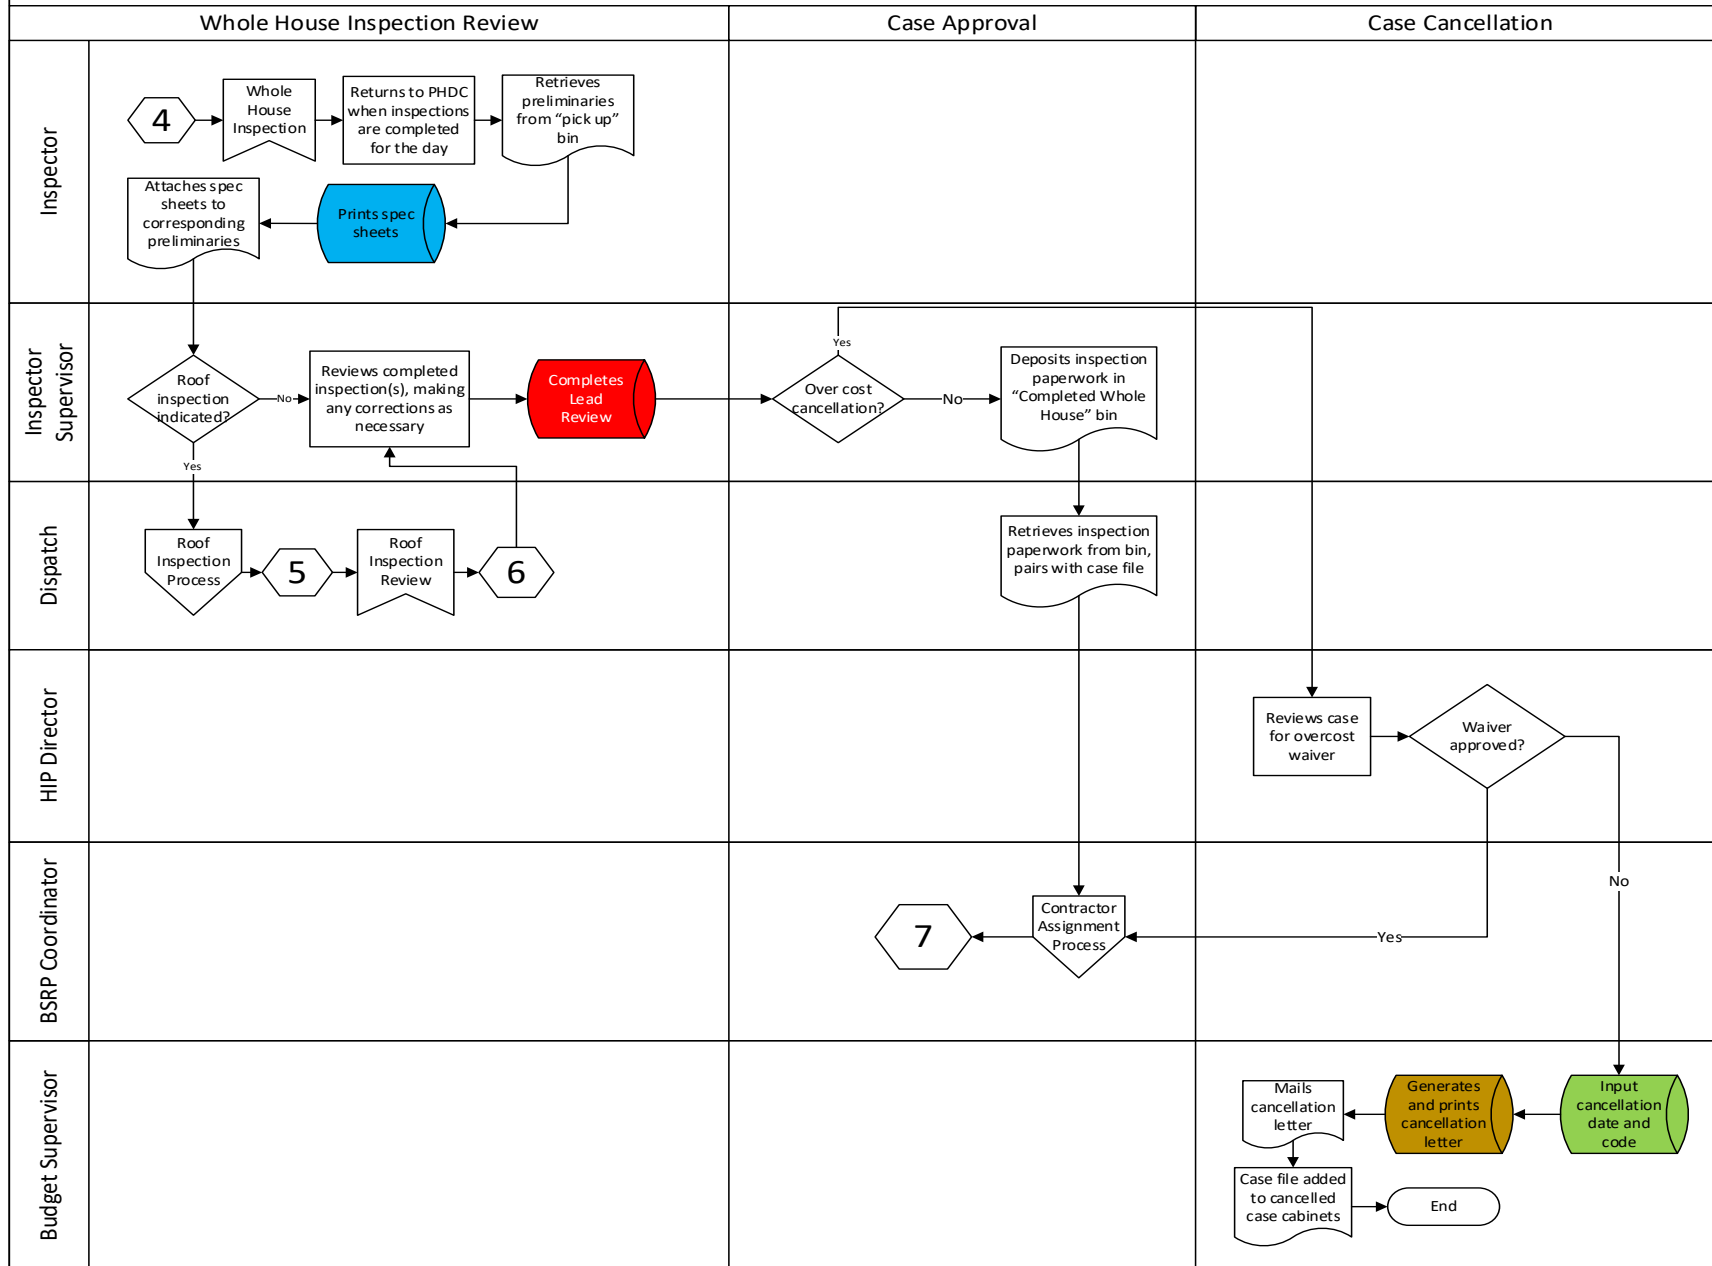 Whole House Inspection Review
Case Approval
Case Cancellation
Inspector
4
Whole
House
Inspection
Returns to PHDC
when inspections
are completed
for the day
Retrieves
preliminaries
from “pick up”
bin
Attaches spec
sheets to
corresponding
preliminaries
Prints spec
sheets
Inspector
Supervisor
Roof
inspection
indicated?
No
Yes
Reviews completed
inspection(s), making
any corrections as
necessary
Completes
Lead
Review
Over cost
cancellation?
Yes
No
Deposits inspection
paperwork in
“Completed Whole
House” bin
Dispatch
Roof
Inspection
Process
5
Roof
Inspection
Review
6
Retrieves inspection
paperwork from bin,
pairs with case file
HIP Director
Reviews case
for overcost
waiver
Waiver
approved?
BSRP Coordinator
7
Contractor
Assignment
Process
Yes
No
Budget Supervisor
Mails
cancellation
letter
Generates
and prints
cancellation
letter
Input
cancellation
date and
code
Case file added
to cancelled
case cabinets
End